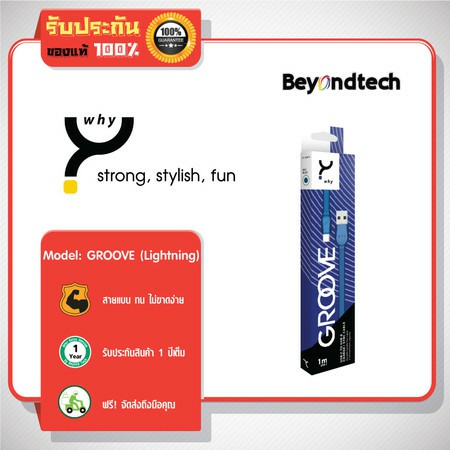 รับประกัน
ของแท้ 100%
100%
GUARANTEE
Beyondtech
why
strong, stylish, fun
Model: GROOVE (Lightning)
สายแบน ทน ไม่ขาดง่าย
1
Year
รับประกันสินค้า 1 ปีเต็ม
ฟรี! จัดส่งถึงมือคุณ
why
GROOVE
1m